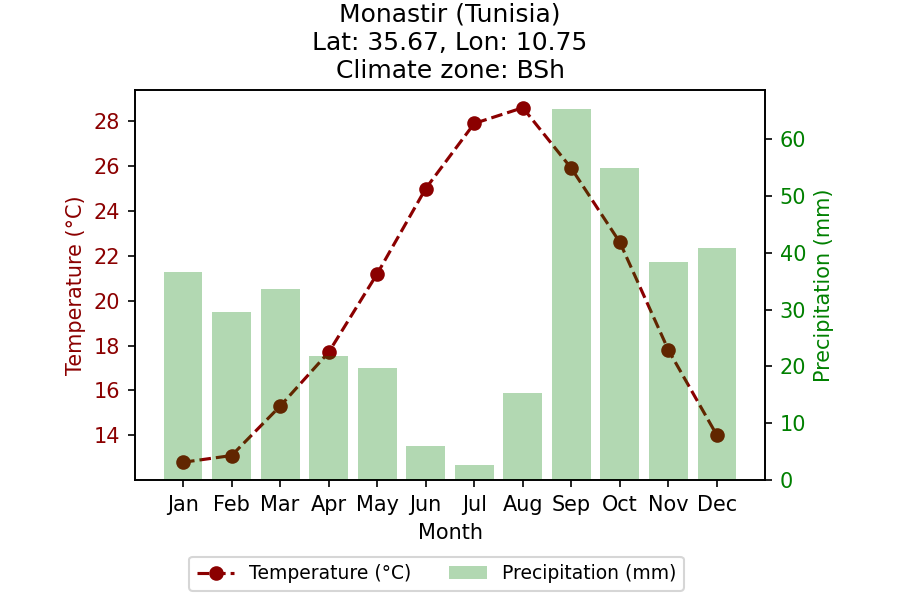 Monastir (Tunisia)
Lat: 35.67, Lon: 10.75
Climate zone: BSh
Temperature (°C)
28
26
24
22
20
18
16
14
Precipitation (mm)
60
50
40
30
20
10
0
Jan Feb Mar Apr May Jun Jul Aug Sep Oct Nov Dec
Month
Temperature (°C) Precipitation (mm)